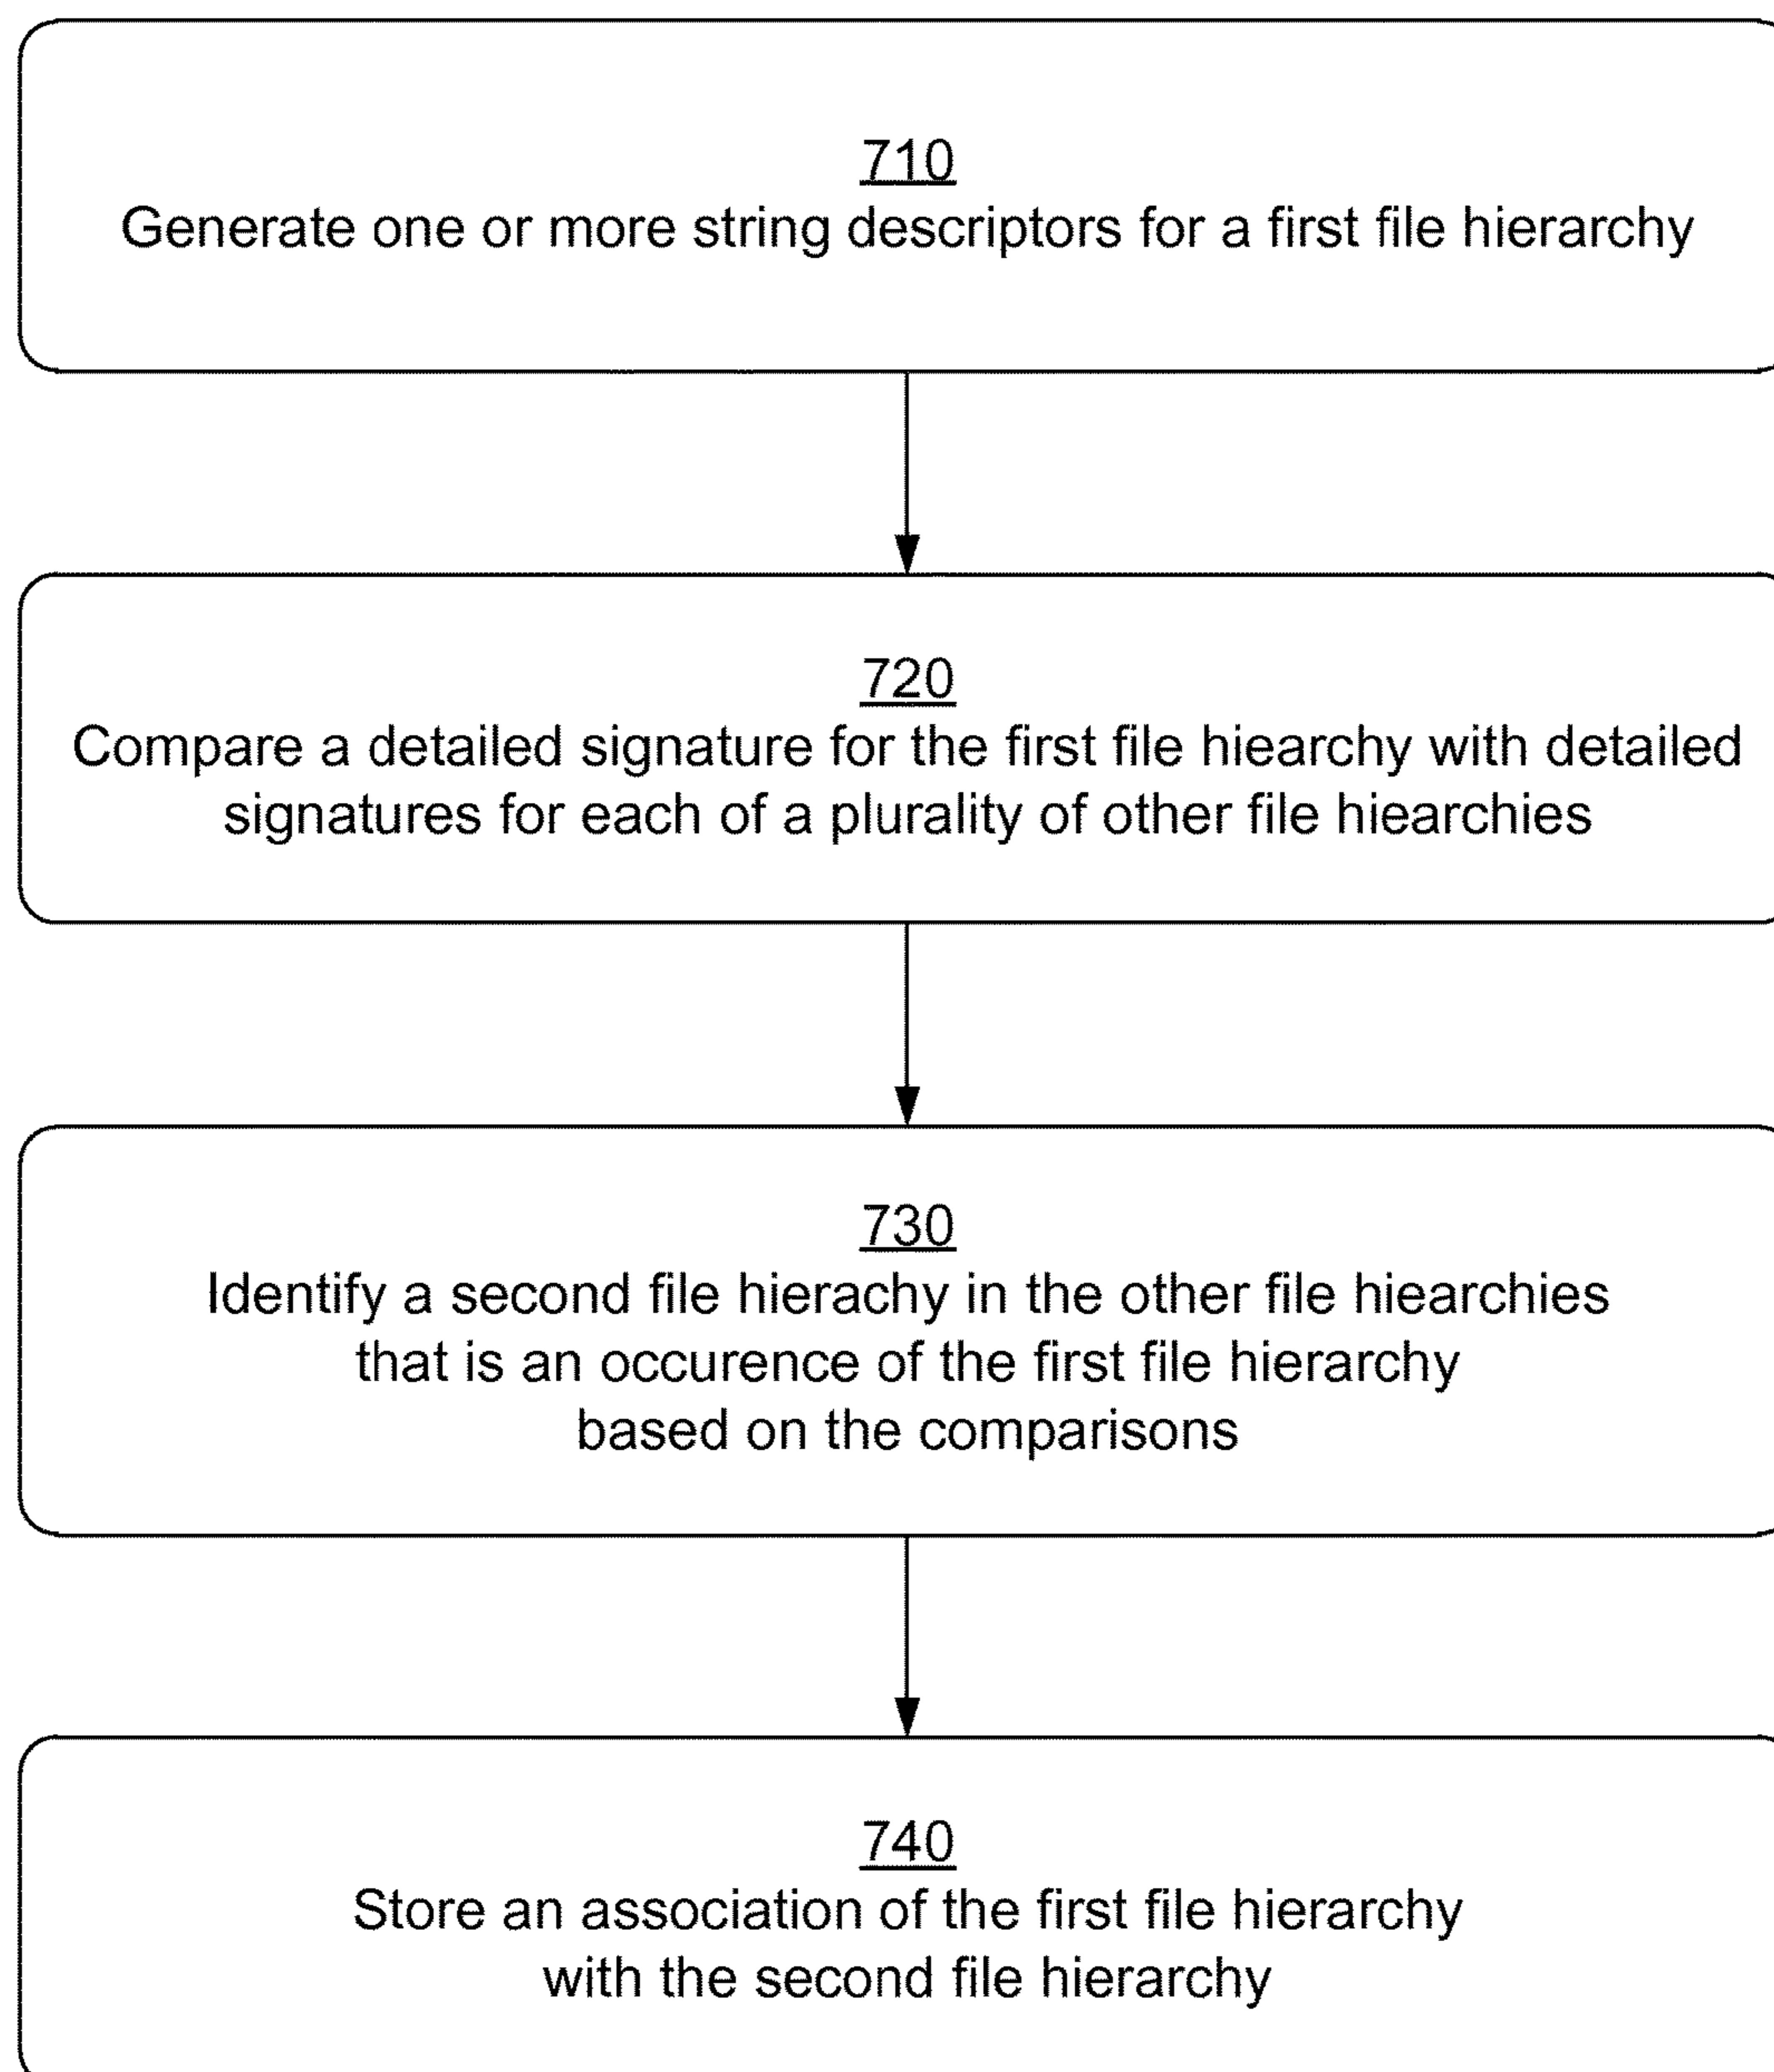 710
Generate one or more string descriptors for a first file hierarchy
720
Compare a detailed signature for the first file hiearchy with detailed
signatures for each of a plurality of other file hiearchies
730
Identify a second file hierachy in the other file hiearchies
that is an occurence of the first file hierarchy
based on the comparisons
740
Store an association of the first file hierarchy
with the second file hierarchy